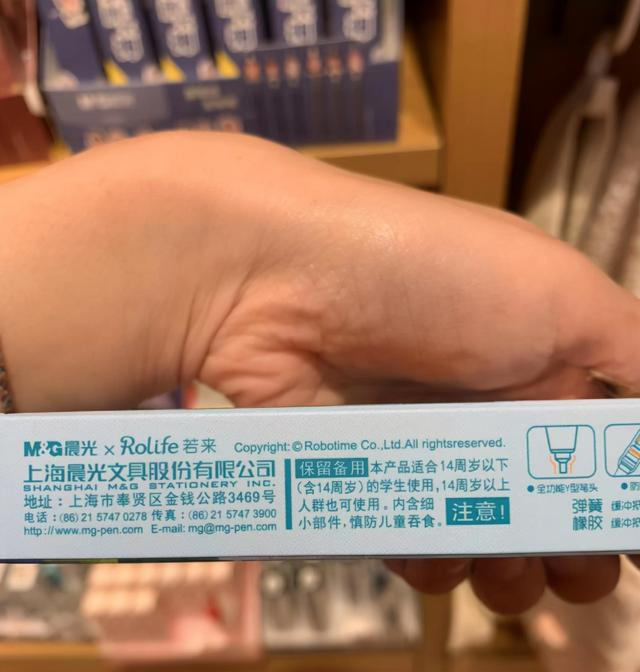 M&G晨光 × Rolife 若来 Copyright:©Robotime Co.,Ltd.All rightsreserved.
上海晨光文具股份有限公司
SHANGHAI M&G STATIONERY INC.
地址：上海市奉贤区金钱公路3469号
电话：(86) 21 5747 0278 传真：(86) 21 5747 3900
http://www.mg-pen.com E-mail: mg@mg-pen.com
保留备用 本产品适合14周岁以下
(含14周岁) 的学生使用, 14周岁以上
人群也可使用。内含细
小部件, 慎防儿童吞食。
注意!
●全功能Y型笔头
弹簧 缓冲
橡胶 缓冲